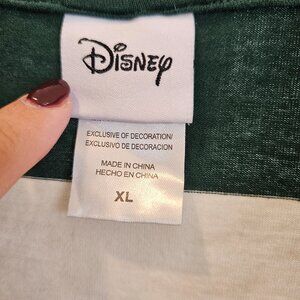 Disney
EXCLUSIVE OF DECORATION/
EXCLUSIVO DE DECORACION
MADE IN CHINA
HECHO EN CHINA
XL